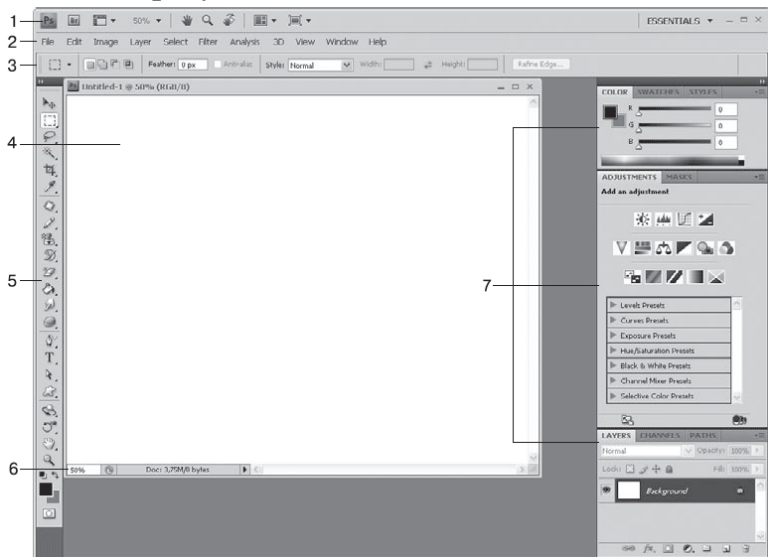 1 Ps Br 50% ESSENTIALS
2 File Edit Image Layer Select Filter Analysis 3D View Window Help
3 Feather: 0 px Anti-alias Style: Normal Width: Height: Refine Edge...
Untitled-1 @ 50% (RGB/8)
COLOR SWATCHES STYLES
R 0
G 0
B 0
4
ADJUSTMENTS MASKS
Add an adjustment
5
7
Levels Presets
Curves Presets
Exposure Presets
Hue/Saturation Presets
Black & White Presets
Channel Mixer Presets
Selective Color Presets
T
LAYERS CHANNELS PATHS
Normal Opacity: 100%
6 50% Doc: 3,75M/0 bytes
Lock: Fill: 100%
Background
fx.